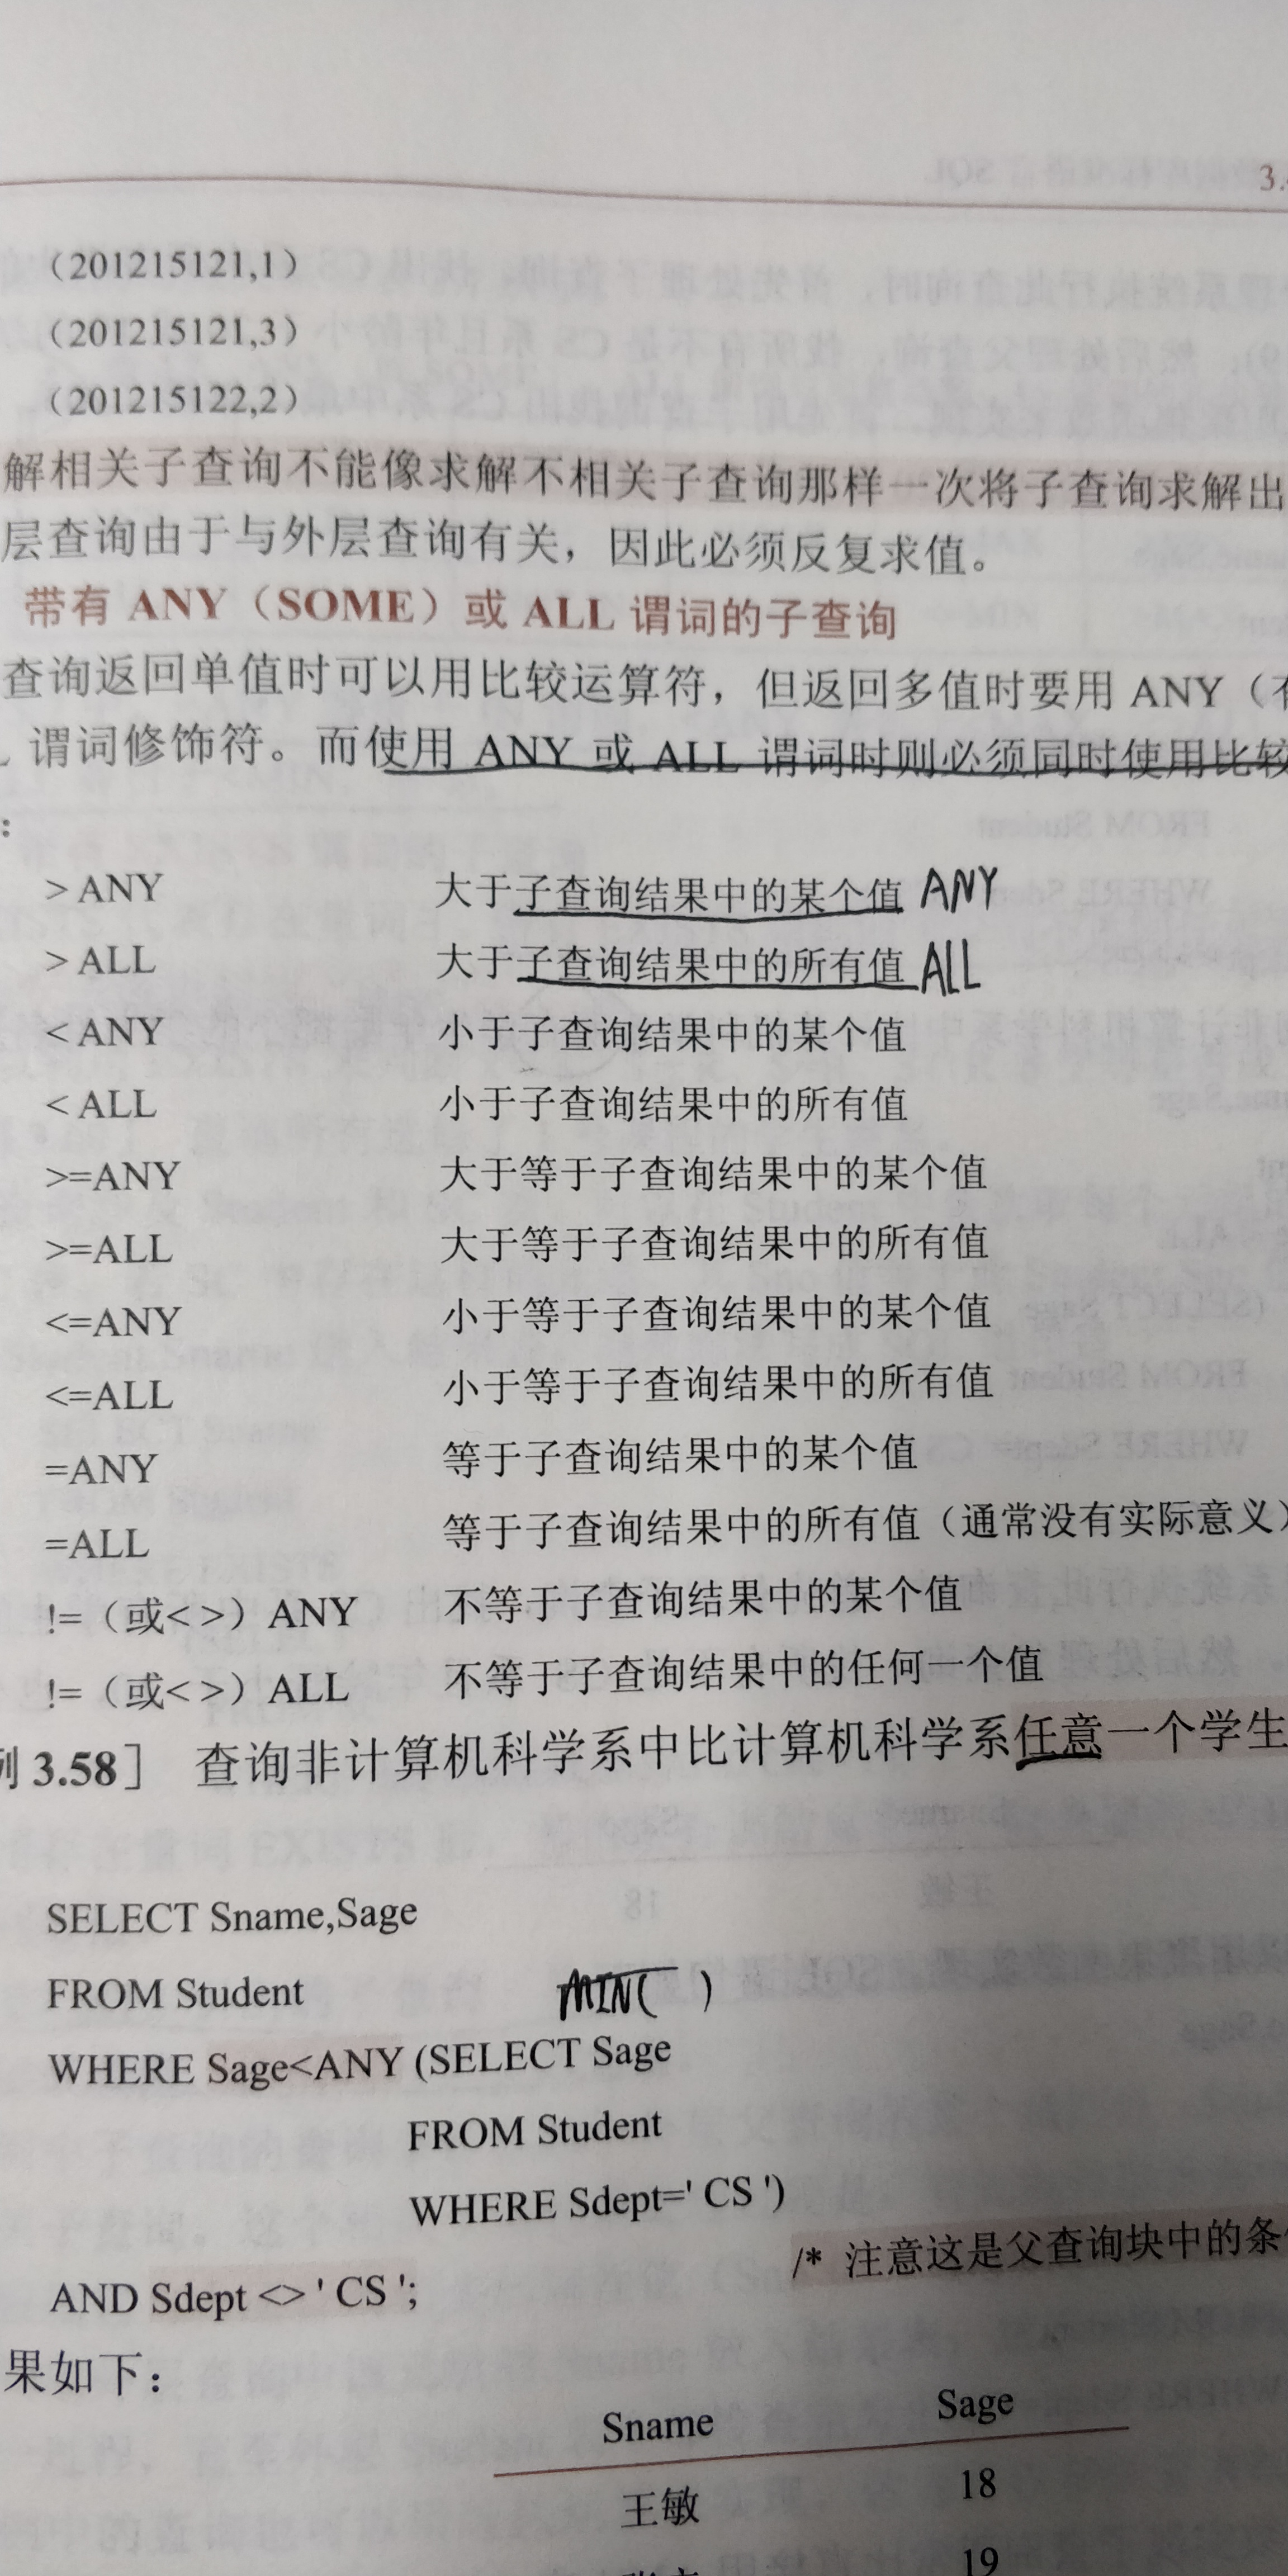 3.
（201215121,1）
（201215121,3）
（201215122,2）
解相关子查询不能像求解不相关子查询那样一次将子查询求解出
层查询由于与外层查询有关，因此必须反复求值。
带有 ANY（SOME）或 ALL 谓词的子查询
查询返回单值时可以用比较运算符，但返回多值时要用 ANY（
谓词修饰符。而使用 ANY 或 ALL 谓词时则必须同时使用比较
：
> ANY 大于子查询结果中的某个值 ANY
> ALL 大于子查询结果中的所有值 ALL
< ANY 小于子查询结果中的某个值
< ALL 小于子查询结果中的所有值
>=ANY 大于等于子查询结果中的某个值
>=ALL 大于等于子查询结果中的所有值
<=ANY 小于等于子查询结果中的某个值
<=ALL 小于等于子查询结果中的所有值
=ANY 等于子查询结果中的某个值
=ALL 等于子查询结果中的所有值（通常没有实际意义）
!=（或< >）ANY 不等于子查询结果中的某个值
!=（或< >）ALL 不等于子查询结果中的任何一个值
例 3.58］ 查询非计算机科学系中比计算机科学系任意一个学生
SELECT Sname,Sage
FROM Student MIN( )
WHERE Sage<ANY (SELECT Sage
FROM Student
WHERE Sdept=' CS ')
/* 注意这是父查询块中的条
AND Sdept <> ' CS ';
果如下：
Sname Sage
王敏 18
19